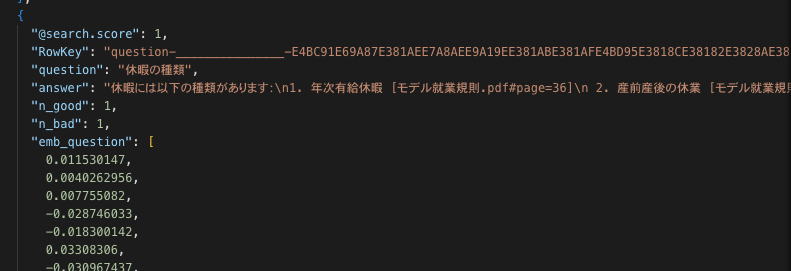 },
{
"@search.score": 1,
"RowKey": "question-________________-E4BC91E69A87E381AEE7A8AEE9A19EE381ABE381AFE4BD95E3818CE38182E3828AE38
"question": "休暇の種類",
"answer": "休暇には以下の種類があります:\n1. 年次有給休暇 [モデル就業規則.pdf#page=36]\n 2. 産前産後の休業 [モデル就業規
"n_good": 1,
"n_bad": 1,
"emb_question": [
0.011530147,
0.0040262956,
0.007755082,
-0.028746033,
-0.018300142,
0.03308306,
-0.030967437,